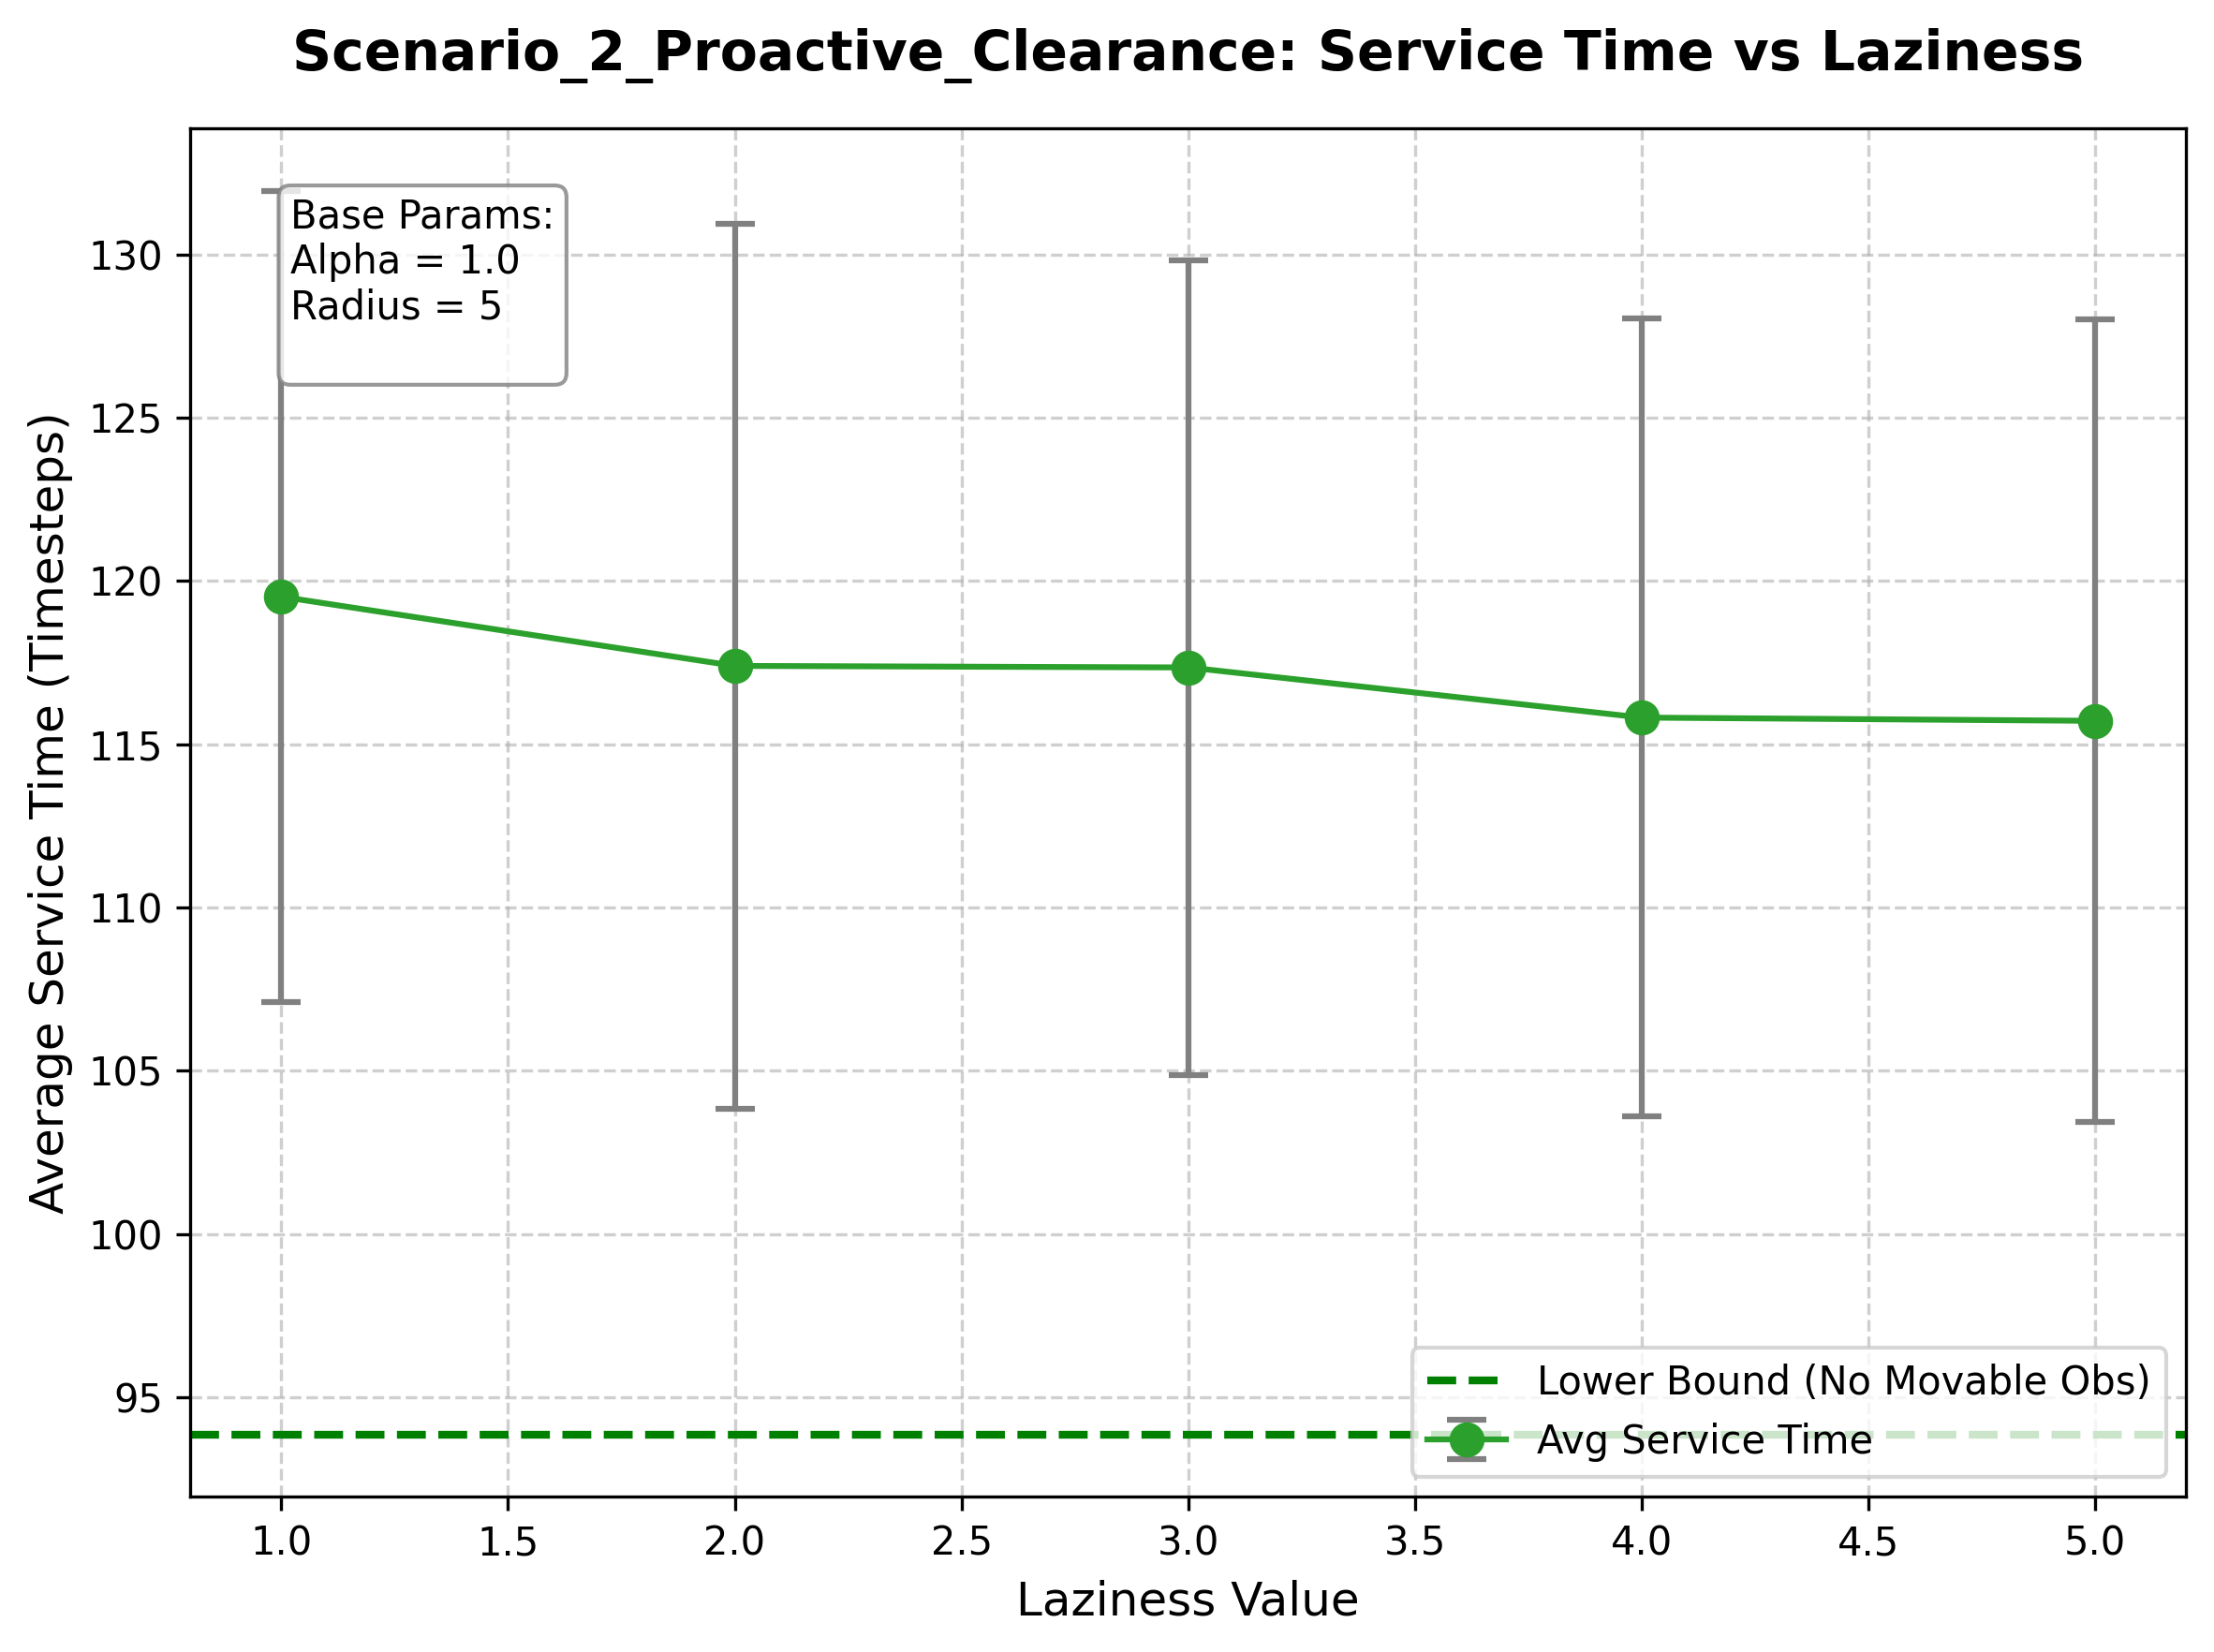 Scenario_2_Proactive_Clearance: Service Time vs Laziness
Base Params:
Alpha = 1.0
Radius = 5
130
125
120
115
110
105
100
95
Average Service Time (Timesteps)
Lower Bound (No Movable Obs)
Avg Service Time
1.0 1.5 2.0 2.5 3.0 3.5 4.0 4.5 5.0
Laziness Value